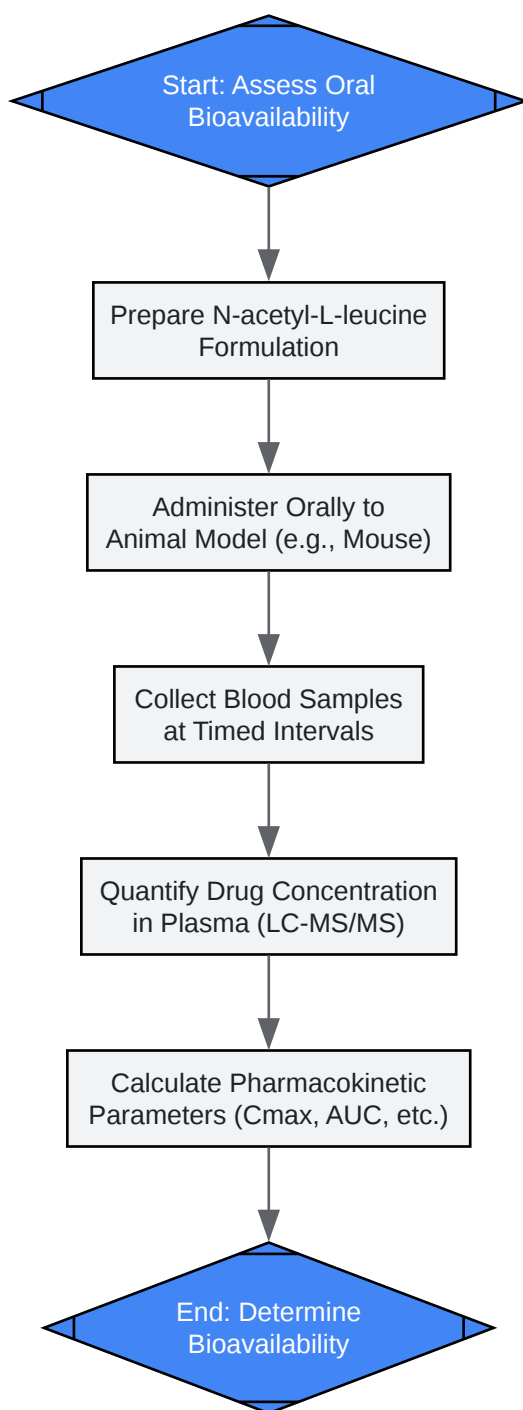 Start: Assess Oral
Bioavailability
Prepare N-acetyl-L-leucine
Formulation
Administer Orally to
Animal Model (e.g., Mouse)
Collect Blood Samples
at Timed Intervals
Quantify Drug Concentration
in Plasma (LC-MS/MS)
Calculate Pharmacokinetic
Parameters (Cmax, AUC, etc.)
End: Determine
Bioavailability